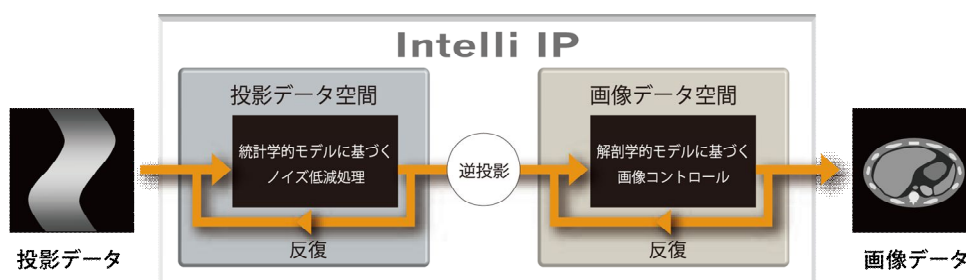 Intelli IP
投影データ空間
統計学的モデルに基づく
ノイズ低減処理
反復
逆投影
画像データ空間
解剖学的モデルに基づく
画像コントロール
反復
投影データ
画像データ